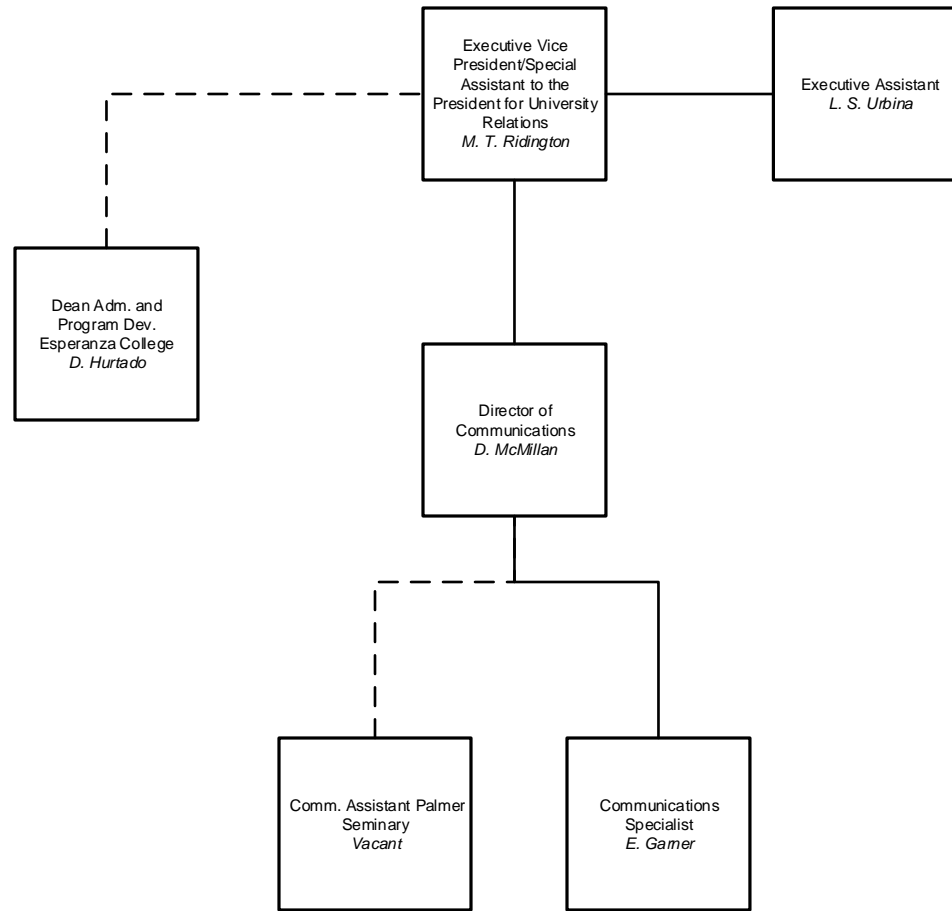 Executive Vice
President/Special
Assistant to the
President for University
Relations
M. T. Ridington
Executive Assistant
L. S. Urbina
Dean Adm. and
Program Dev.
Esperanza College
D. Hurtado
Director of
Communications
D. McMillan
Comm. Assistant Palmer
Seminary
Vacant
Communications
Specialist
E. Garner